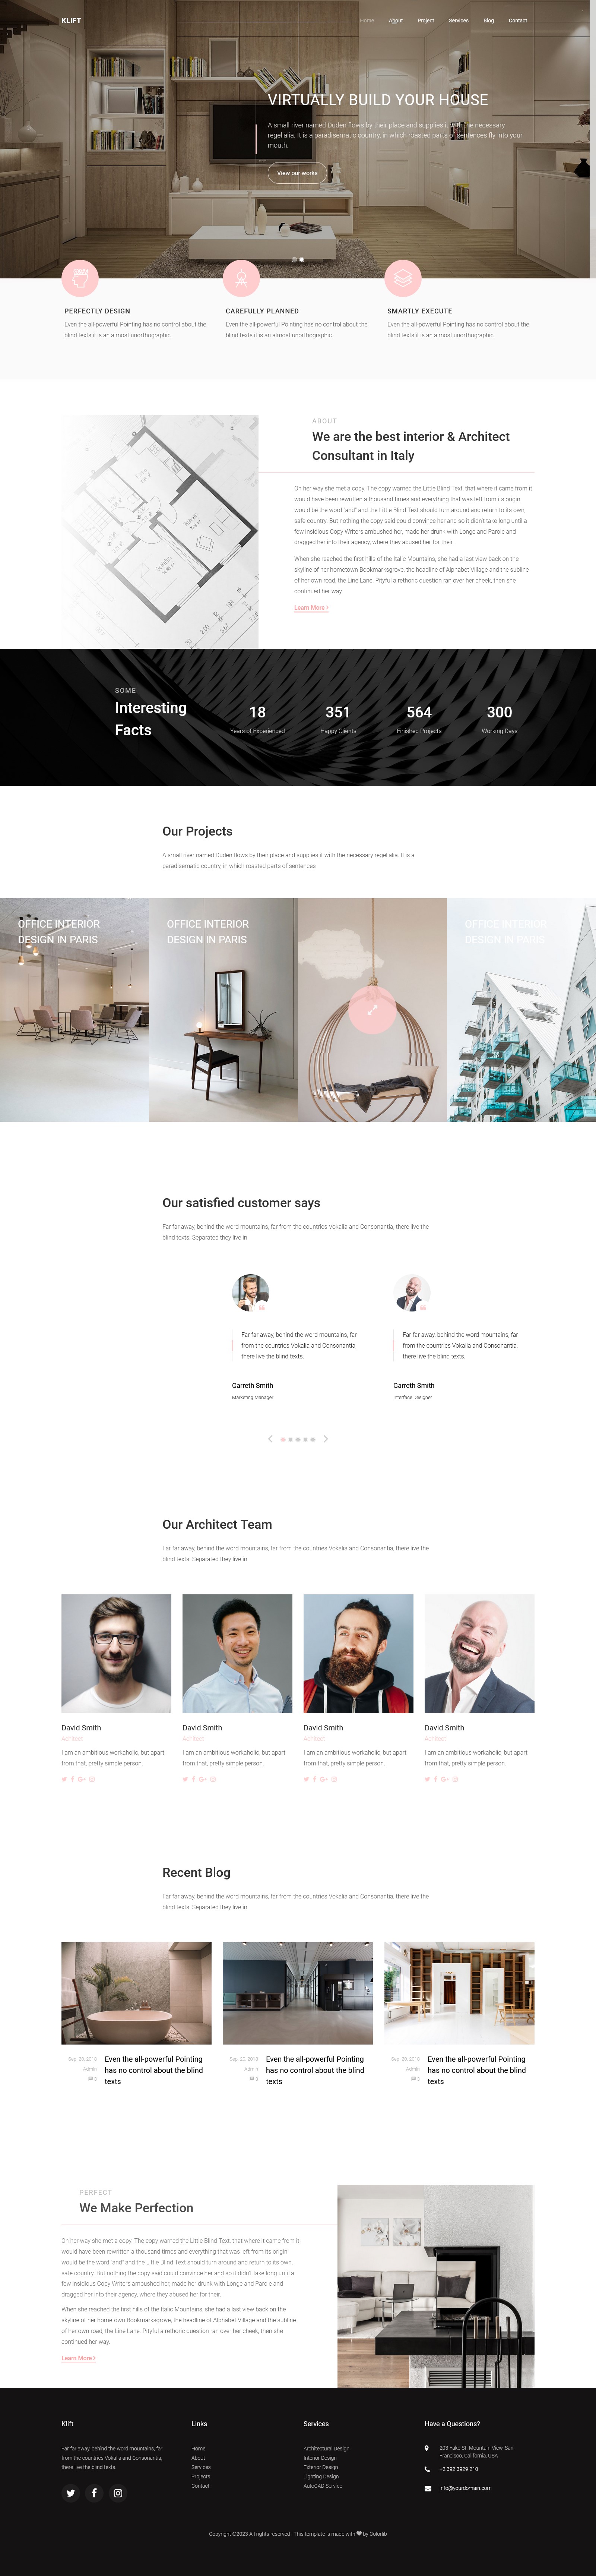 KLIFT
Home About Project Services Blog Contact
VIRTUALLY BUILD YOUR HOUSE
A small river named Duden flows by their place and supplies it with the necessary
regelialia. It is a paradisematic country, in which roasted parts of sentences fly into your
mouth.
View our works
PERFECTLY DESIGN
Even the all-powerful Pointing has no control about the
blind texts it is an almost unorthographic.
CAREFULLY PLANNED
Even the all-powerful Pointing has no control about the
blind texts it is an almost unorthographic.
SMARTLY EXECUTE
Even the all-powerful Pointing has no control about the
blind texts it is an almost unorthographic.
ABOUT
We are the best interior & Architect
Consultant in Italy
On her way she met a copy. The copy warned the Little Blind Text, that where it came from it
would have been rewritten a thousand times and everything that was left from its origin
would be the word "and" and the Little Blind Text should turn around and return to its own,
safe country. But nothing the copy said could convince her and so it didn't take long until a
few insidious Copy Writers ambushed her, made her drunk with Longe and Parole and
dragged her into their agency, where they abused her for their.
When she reached the first hills of the Italic Mountains, she had a last view back on the
skyline of her hometown Bookmarksgrove, the headline of Alphabet Village and the subline
of her own road, the Line Lane. Pityful a rethoric question ran over her cheek, then she
continued her way.
Learn More >
SOME
Interesting
Facts
18
Years of Experienced
351
Happy Clients
564
Finished Projects
300
Working Days
Our Projects
A small river named Duden flows by their place and supplies it with the necessary regelialia. It is a
paradisematic country, in which roasted parts of sentences
OFFICE INTERIOR
DESIGN IN PARIS
OFFICE INTERIOR
DESIGN IN PARIS
OFFICE INTERIOR
DESIGN IN PARIS
Our satisfied customer says
Far far away, behind the word mountains, far from the countries Vokalia and Consonantia, there live the
blind texts. Separated they live in
Far far away, behind the word mountains, far
from the countries Vokalia and Consonantia,
there live the blind texts.
Garreth Smith
Marketing Manager
Far far away, behind the word mountains, far
from the countries Vokalia and Consonantia,
there live the blind texts.
Garreth Smith
Interface Designer
Our Architect Team
Far far away, behind the word mountains, far from the countries Vokalia and Consonantia, there live the
blind texts. Separated they live in
David Smith
Architect
I am an ambitious workaholic, but apart
from that, pretty simple person.
David Smith
Architect
I am an ambitious workaholic, but apart
from that, pretty simple person.
David Smith
Architect
I am an ambitious workaholic, but apart
from that, pretty simple person.
David Smith
Architect
I am an ambitious workaholic, but apart
from that, pretty simple person.
Recent Blog
Far far away, behind the word mountains, far from the countries Vokalia and Consonantia, there live the
blind texts. Separated they live in
Sep. 20, 2018
Admin
3
Even the all-powerful Pointing
has no control about the blind
texts
Sep. 20, 2018
Admin
3
Even the all-powerful Pointing
has no control about the blind
texts
Sep. 20, 2018
Admin
3
Even the all-powerful Pointing
has no control about the blind
texts
PERFECT
We Make Perfection
On her way she met a copy. The copy warned the Little Blind Text, that where it came from it
would have been rewritten a thousand times and everything that was left from its origin
would be the word "and" and the Little Blind Text should turn around and return to its own,
safe country. But nothing the copy said could convince her and so it didn't take long until a
few insidious Copy Writers ambushed her, made her drunk with Longe and Parole and
dragged her into their agency, where they abused her for their.
When she reached the first hills of the Italic Mountains, she had a last view back on the
skyline of her hometown Bookmarksgrove, the headline of Alphabet Village and the subline
of her own road, the Line Lane. Pityful a rethoric question ran over her cheek, then she
continued her way.
Learn More >
Klift
Far far away, behind the word mountains, far
from the countries Vokalia and Consonantia,
there live the blind texts.
Links
Home
About
Services
Projects
Contact
Services
Architectural Design
Interior Design
Exterior Design
Lighting Design
AutoCAD Service
Have a Questions?
203 Fake St. Mountain View, San
Francisco, California, USA
+2 392 3929 210
info@yourdomain.com
Copyright ©2023 All rights reserved | This template is made with ♥ by Colorlib